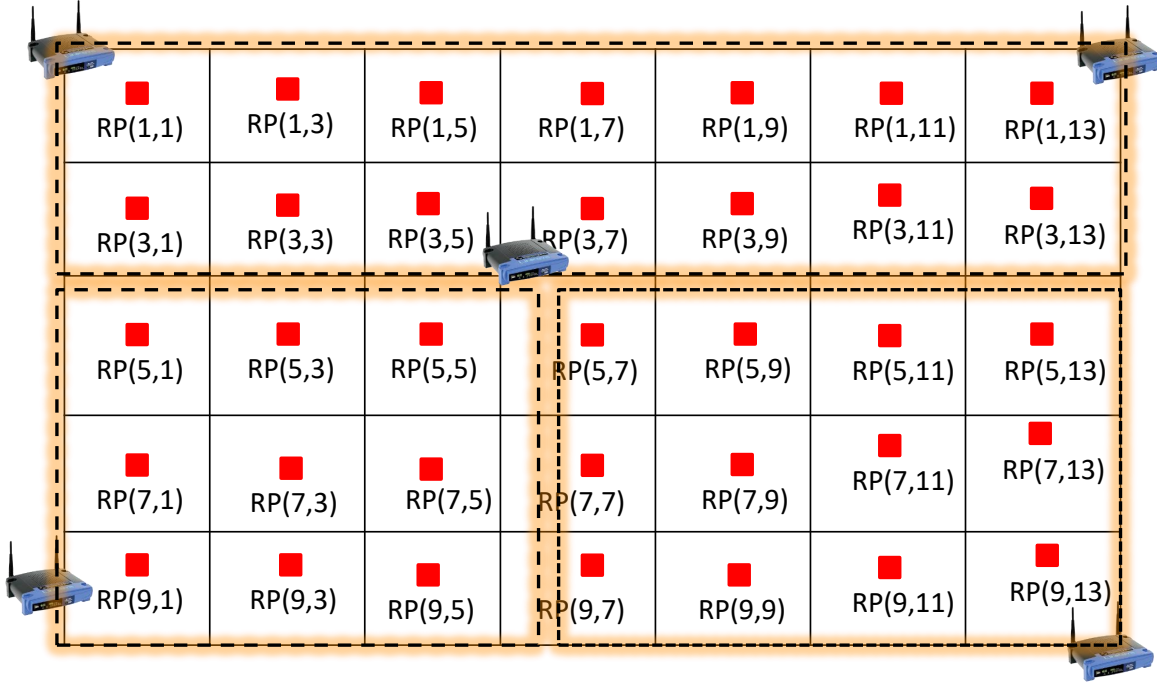 RP(1,1) RP(1,3) RP(1,5) RP(1,7) RP(1,9) RP(1,11) RP(1,13)
RP(3,1) RP(3,3) RP(3,5) RP(3,7) RP(3,9) RP(3,11) RP(3,13)
RP(5,1) RP(5,3) RP(5,5) RP(5,7) RP(5,9) RP(5,11) RP(5,13)
RP(7,1) RP(7,3) RP(7,5) RP(7,7) RP(7,9) RP(7,11) RP(7,13)
RP(9,1) RP(9,3) RP(9,5) RP(9,7) RP(9,9) RP(9,11) RP(9,13)